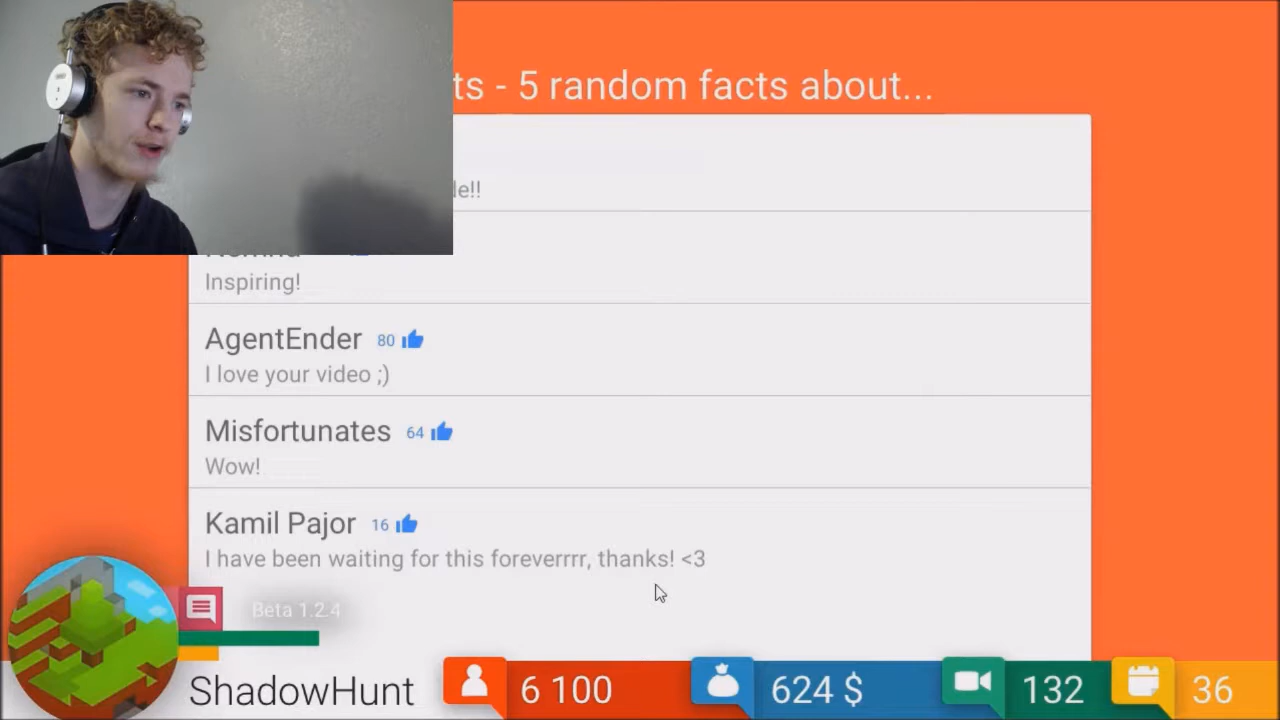 ts - 5 random facts about...
le!!
Inspiring!
AgentEnder 80
I love your video ;)
Misfortunates 64
Wow!
Kamil Pajor 16
I have been waiting for this foreverrrr, thanks! <3
Beta 1.2.4
ShadowHunt 6 100 624 $ 132 36